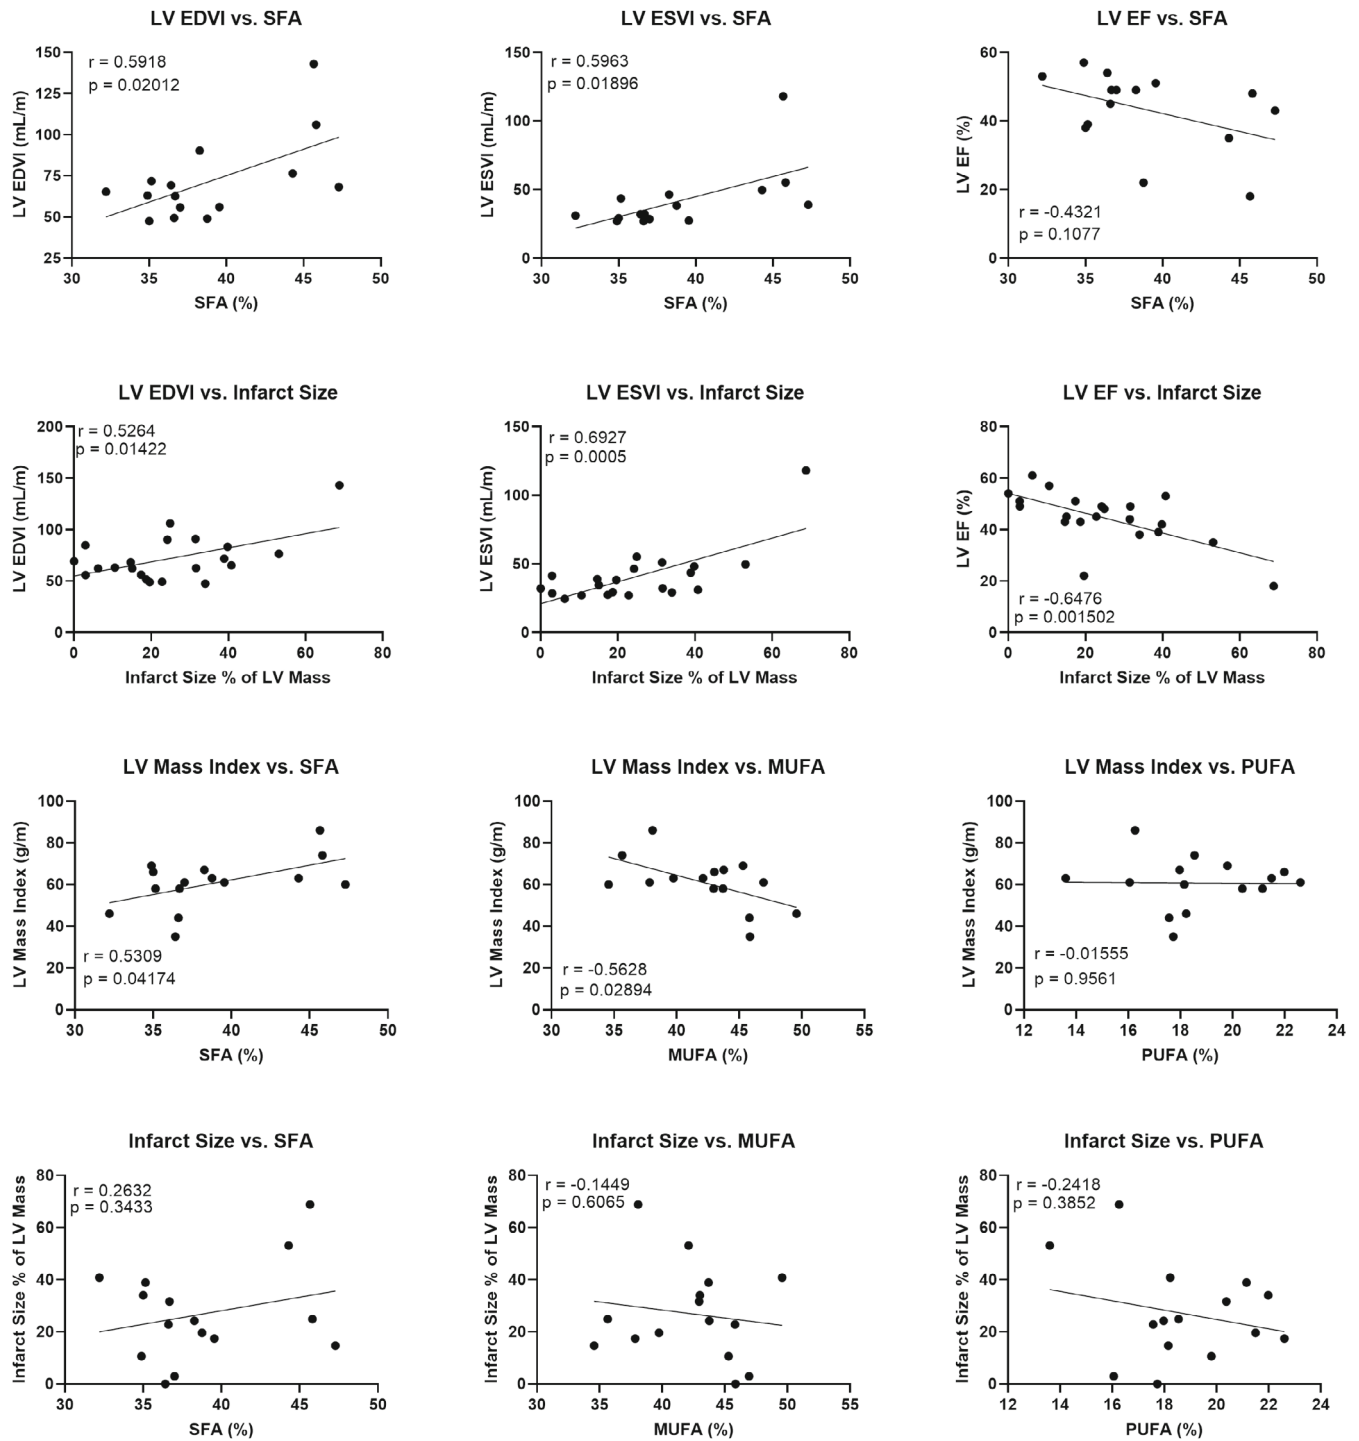 LV EDVI vs. SFA
r = 0.5918
p = 0.02012
LV EDVI (mL/m)
150
125
100
75
50
25
30 35 40 45 50
SFA (%)
LV ESVI vs. SFA
r = 0.5963
p = 0.01896
LV ESVI (mL/m)
150
100
50
0
30 35 40 45 50
SFA (%)
LV EF vs. SFA
LV EF (%)
60
40
20
0
r = -0.4321
p = 0.1077
30 35 40 45 50
SFA (%)
LV EDVI vs. Infarct Size
r = 0.5264
p = 0.01422
LV EDVI (mL/m)
200
150
100
50
0
0 20 40 60 80
Infarct Size % of LV Mass
LV ESVI vs. Infarct Size
r = 0.6927
p = 0.0005
LV ESVI (mL/m)
150
100
50
0
0 20 40 60 80
Infarct Size % of LV Mass
LV EF vs. Infarct Size
LV EF (%)
80
60
40
20
0
r = -0.6476
p = 0.001502
0 20 40 60 80
Infarct Size % of LV Mass
LV Mass Index vs. SFA
LV Mass Index (g/m)
100
80
60
40
20
0
r = 0.5309
p = 0.04174
30 35 40 45 50
SFA (%)
LV Mass Index vs. MUFA
LV Mass Index (g/m)
100
80
60
40
20
0
r = -0.5628
p = 0.02894
30 35 40 45 50 55
MUFA (%)
LV Mass Index vs. PUFA
LV Mass Index (g/m)
100
80
60
40
20
0
r = -0.01555
p = 0.9561
12 14 16 18 20 22 24
PUFA (%)
Infarct Size vs. SFA
r = 0.2632
p = 0.3433
Infarct Size % of LV Mass
80
60
40
20
0
30 35 40 45 50
SFA (%)
Infarct Size vs. MUFA
r = -0.1449
p = 0.6065
Infarct Size % of LV Mass
80
60
40
20
0
30 35 40 45 50 55
MUFA (%)
Infarct Size vs. PUFA
r = -0.2418
p = 0.3852
Infarct Size % of LV Mass
80
60
40
20
0
12 14 16 18 20 22 24
PUFA (%)